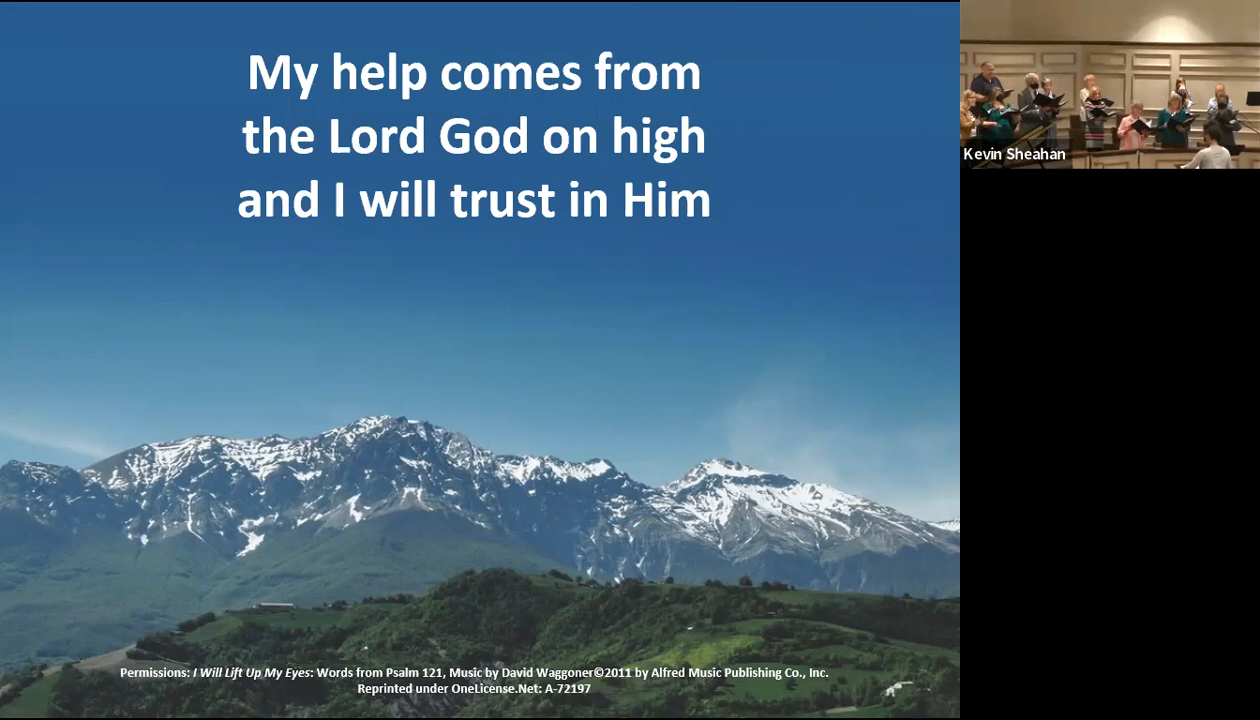 My help comes from
the Lord God on high
and I will trust in Him
Kevin Sheahan
Permissions: I Will Lift Up My Eyes: Words from Psalm 121, Music by David Waggoner©2011 by Alfred Music Publishing Co., Inc.
Reprinted under OneLicense.Net: A-72197